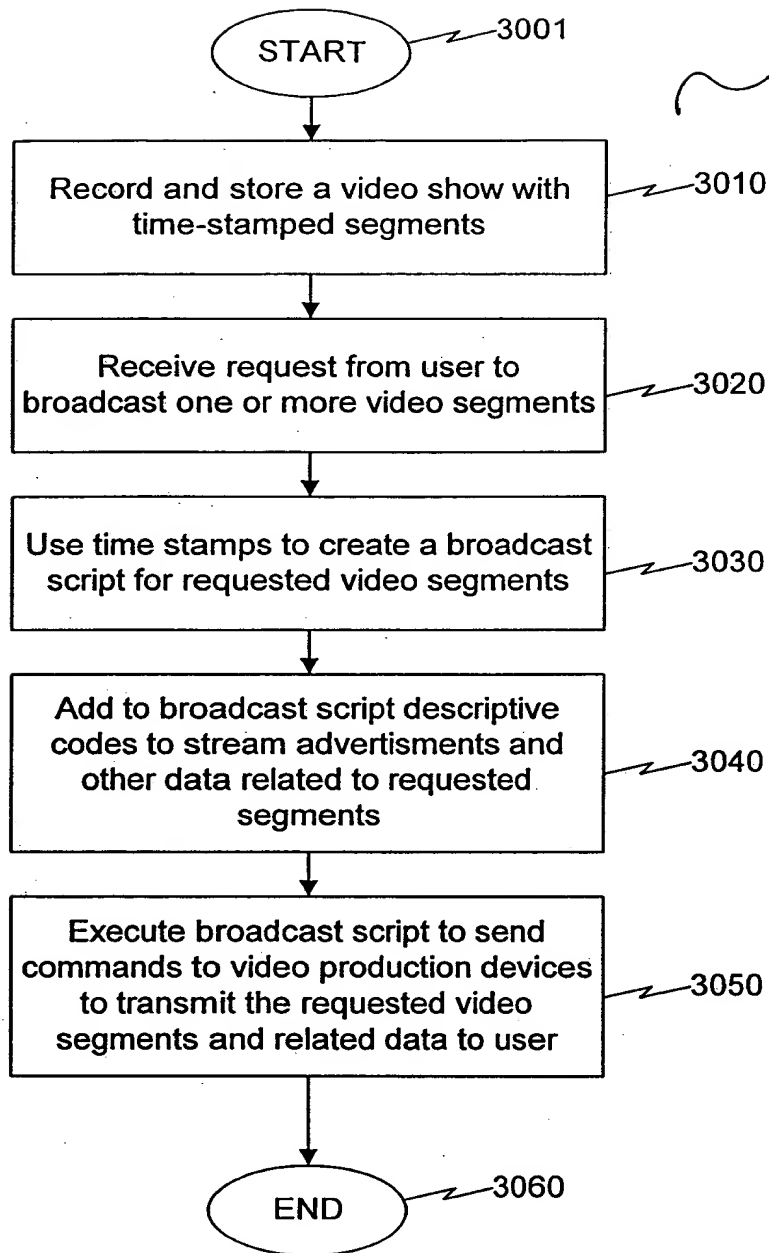 START
3001
Record and store a video show with
time-stamped segments
3010
Receive request from user to
broadcast one or more video segments
3020
Use time stamps to create a broadcast
script for requested video segments
3030
Add to broadcast script descriptive
codes to stream advertisments and
other data related to requested
segments
3040
Execute broadcast script to send
commands to video production devices
to transmit the requested video
segments and related data to user
3050
END
3060